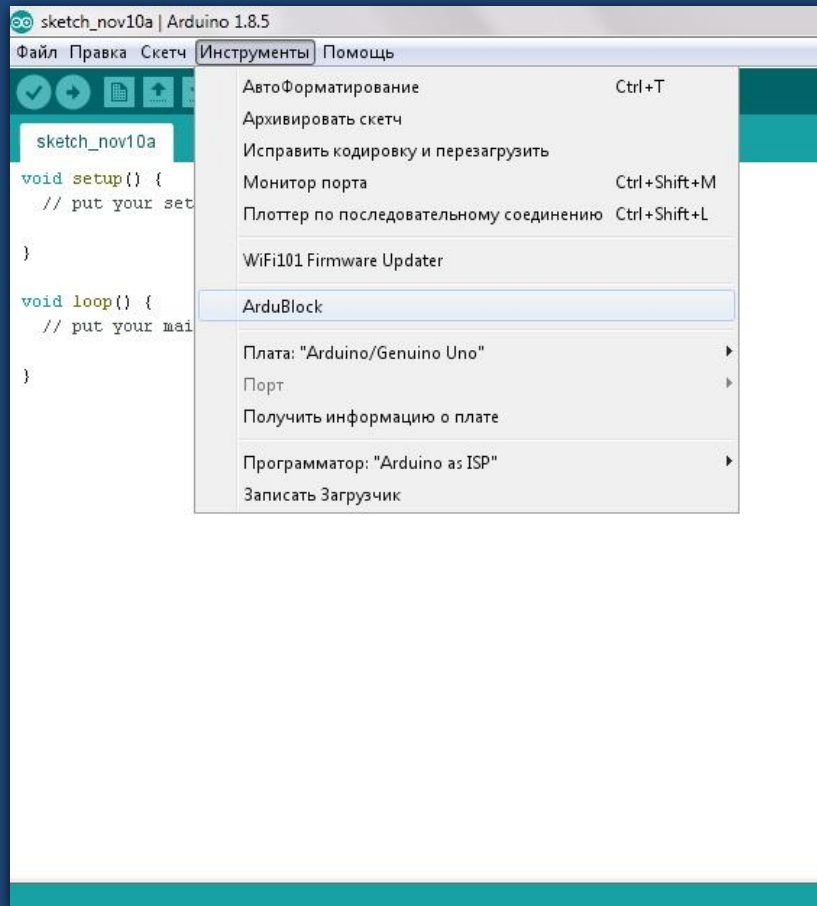 sketch_nov10a | Arduino 1.8.5
Файл Правка Скетч Инструменты Помощь
АвтоФорматирование Ctrl+T
Архивировать скетч
Исправить кодировку и перезагрузить
Монитор порта Ctrl+Shift+M
Плоттер по последовательному соединению Ctrl+Shift+L
WiFi101 Firmware Updater
ArduBlock
Плата: "Arduino/Genuino Uno"
Порт
Получить информацию о плате
Программатор: "Arduino as ISP"
Записать Загрузчик
sketch_nov10a
void setup() {
// put your set
}
void loop() {
// put your mai
}